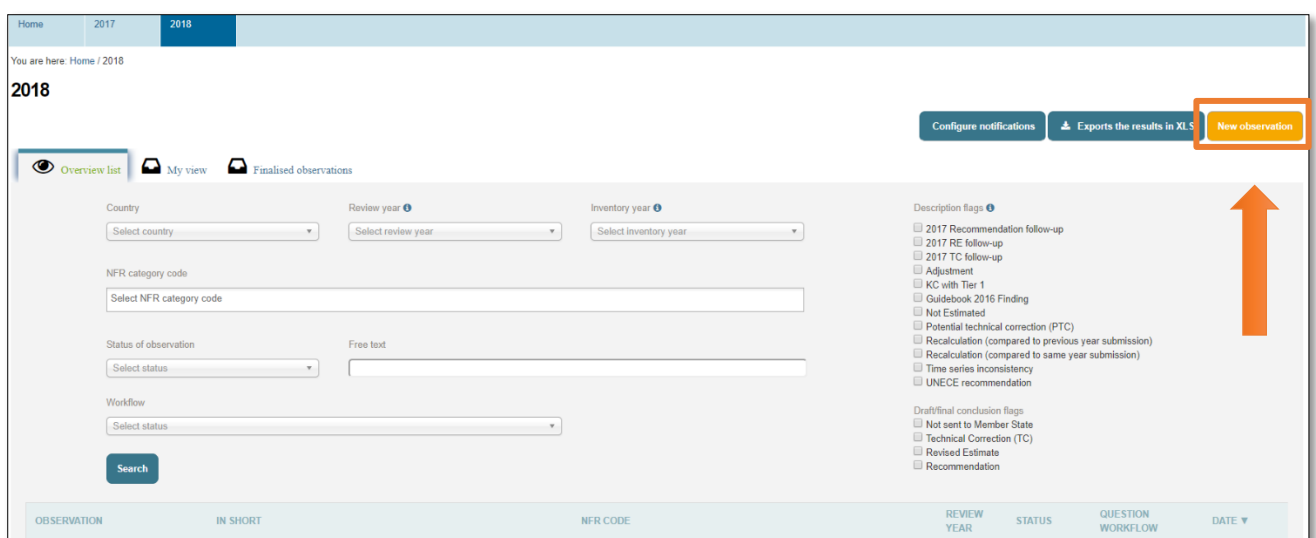 Home 2017 2018
You are here: Home / 2018
2018
Configure notifications Exports the results in XLS New observation
Overview list My view Finalised observations
Country Review year Inventory year
Select country Select review year Select inventory year
NFR category code
Select NFR category code
Status of observation Free text
Select status
Workflow
Select status
Search
Description flags
2017 Recommendation follow-up
2017 RE follow-up
2017 TC follow-up
Adjustment
KC with Tier 1
Guidebook 2016 Finding
Not Estimated
Potential technical correction (PTC)
Recalculation (compared to previous year submission)
Recalculation (compared to same year submission)
Time series inconsistency
UNECE recommendation
Draft/final conclusion flags
Not sent to Member State
Technical Correction (TC)
Revised Estimate
Recommendation
OBSERVATION IN SHORT NFR CODE REVIEW YEAR STATUS QUESTION WORKFLOW DATE ▼